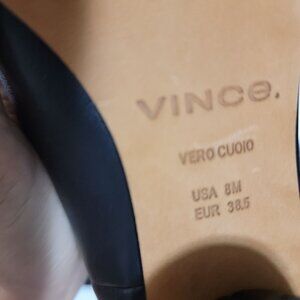 VINCe.
VERO CUOIO
USA 8M
EUR 38.5